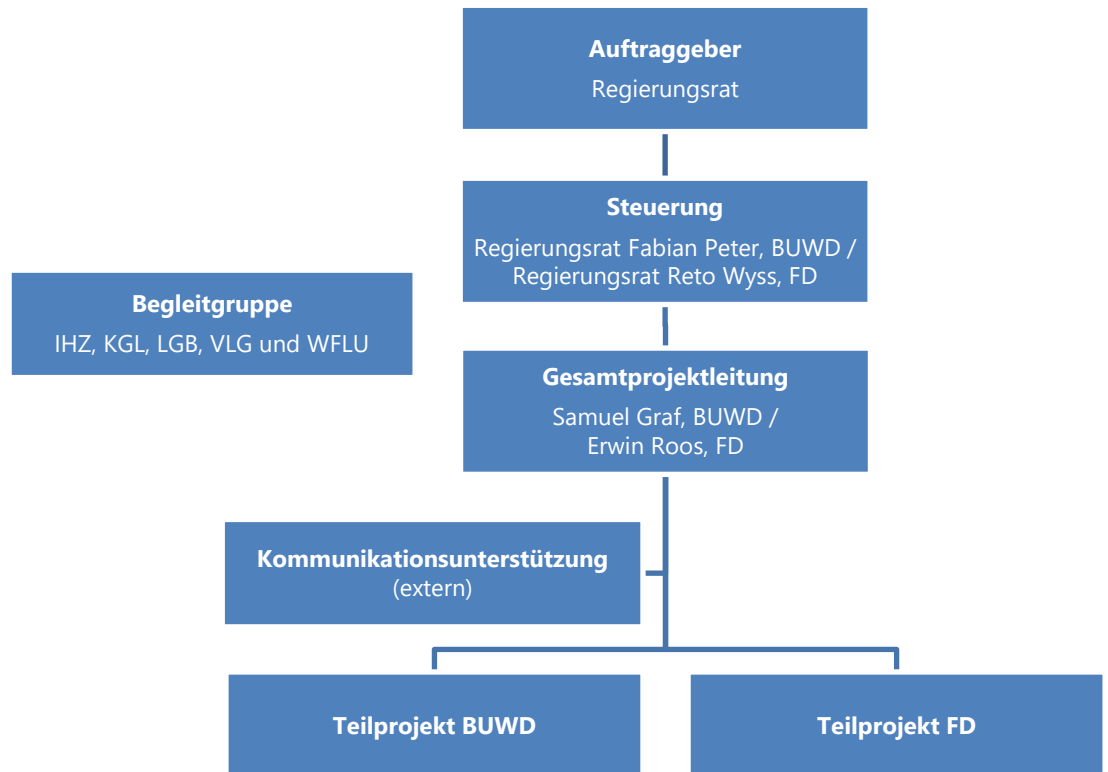 Auftraggeber
Regierungsrat
Steuerung
Regierungsrat Fabian Peter, BUWD /
Regierungsrat Reto Wyss, FD
Begleitgruppe
IHZ, KGL, LGB, VLG und WFLU
Gesamtprojektleitung
Samuel Graf, BUWD /
Erwin Roos, FD
Kommunikationsunterstützung
(extern)
Teilprojekt BUWD
Teilprojekt FD